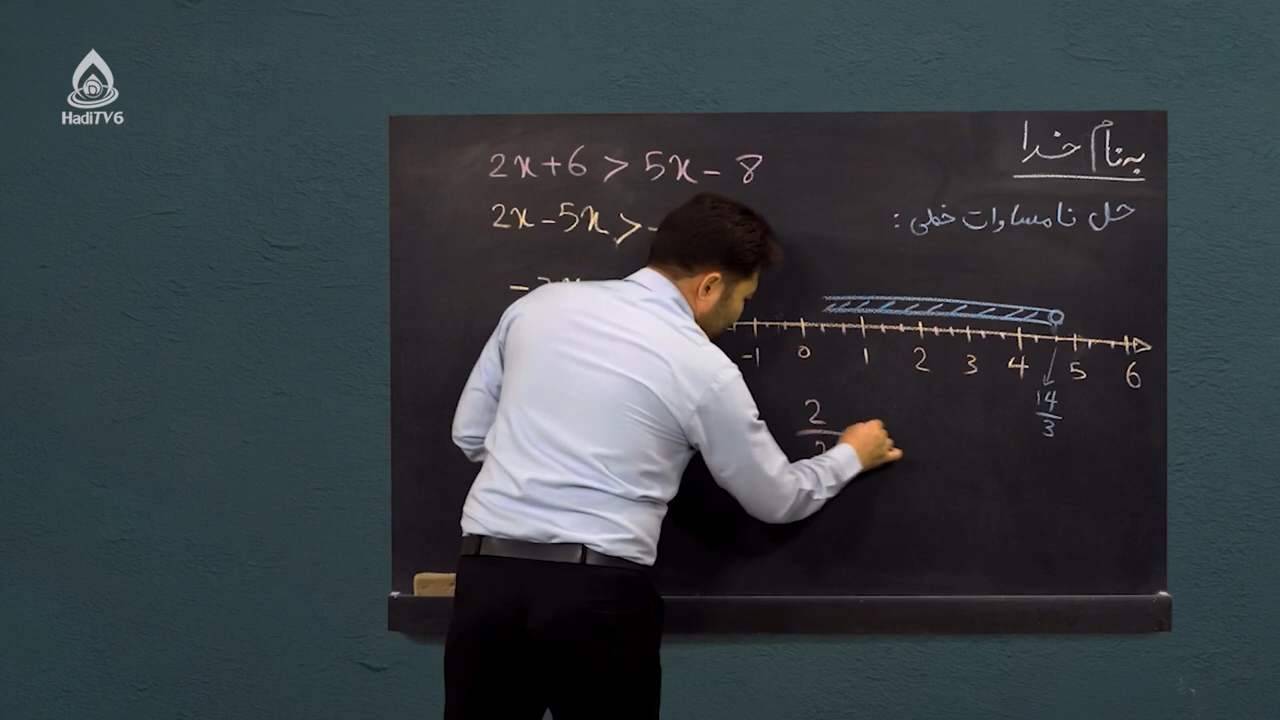 HadiTV6
به نام خدا
حل نامساوات خطی :
2x+6 > 5x-8
2x-5x > -
-3x
-1 0 1 2 3 4 5 6
14/3
2